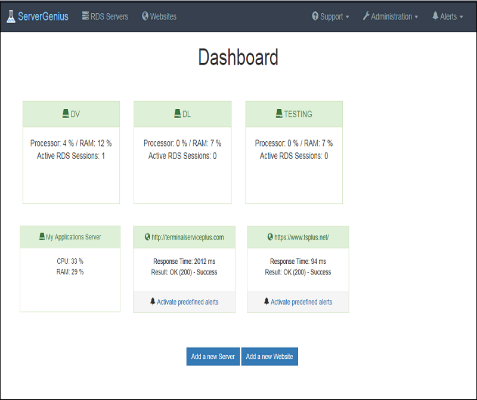 ServerGenius RDS Servers Websites Support Administration Alerts
Dashboard
DV
Processor: 4 % / RAM: 12 %
Active RDS Sessions: 1
DL
Processor: 0 % / RAM: 7 %
Active RDS Sessions: 0
TESTING
Processor: 0 % / RAM: 7 %
Active RDS Sessions: 0
My Applications Server
CPU: 33 %
RAM: 29 %
http://terminalserviceplus.com
Response Time: 2012 ms
Result: OK (200) - Success
Activate predefined alerts
https://www.tsplus.net/
Response Time: 94 ms
Result: OK (200) - Success
Activate predefined alerts
Add a new Server Add a new Website